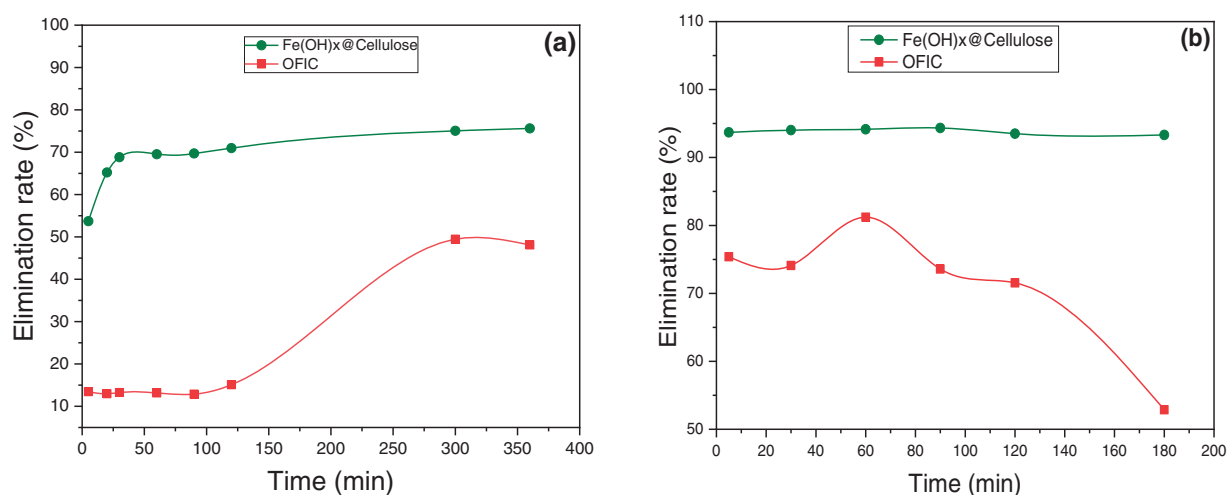 (a)
Fe(OH)x@Cellulose
OFIC
100
90
80
70
60
50
40
30
20
10
Elimination rate (%)
0 50 100 150 200 250 300 350 400
Time (min)
(b)
Fe(OH)x@Cellulose
OFIC
110
100
90
80
70
60
50
Elimination rate (%)
0 20 40 60 80 100 120 140 160 180 200
Time (min)